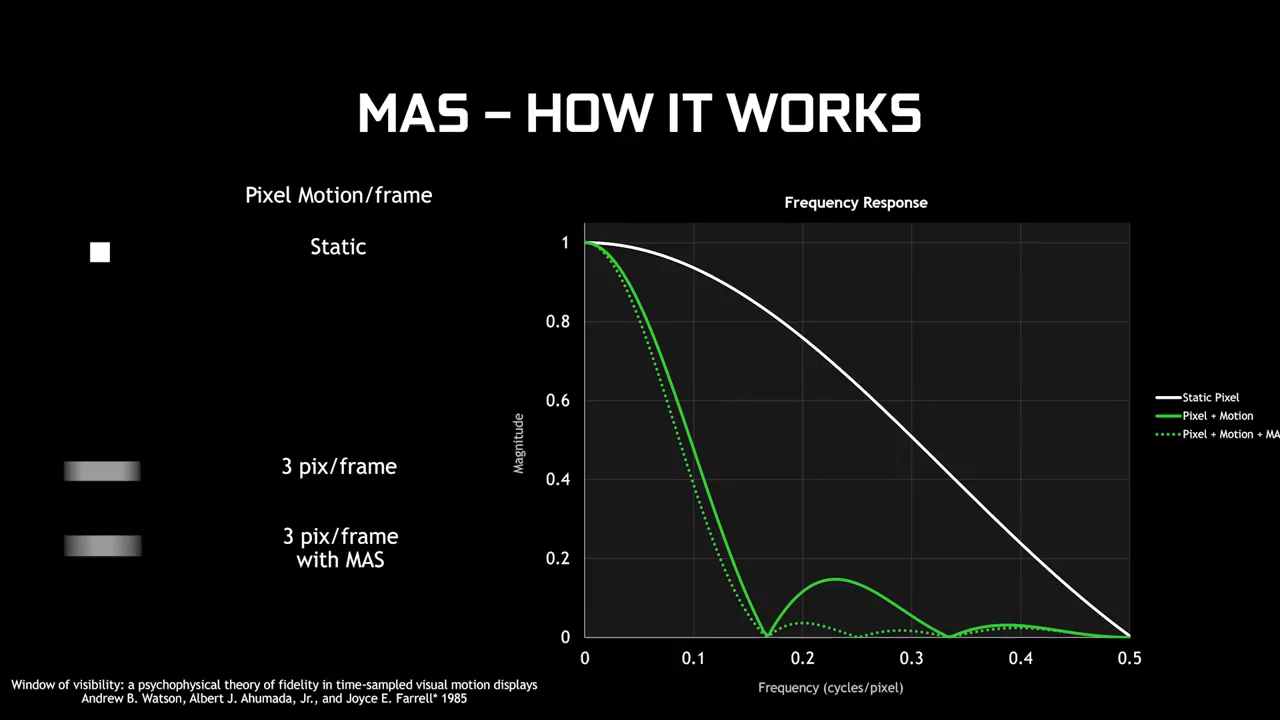 MAS – HOW IT WORKS
Pixel Motion/frame
Static
3 pix/frame
3 pix/frame
with MAS
Frequency Response
1
0.8
0.6
0.4
0.2
0
Magnitude
0
0.1
0.2
0.3
0.4
0.5
Frequency (cycles/pixel)
Static Pixel
Pixel + Motion
Pixel + Motion + MA
Window of visibility: a psychophysical theory of fidelity in time-sampled visual motion displays
Andrew B. Watson, Albert J. Ahumada, Jr., and Joyce E. Farrell* 1985